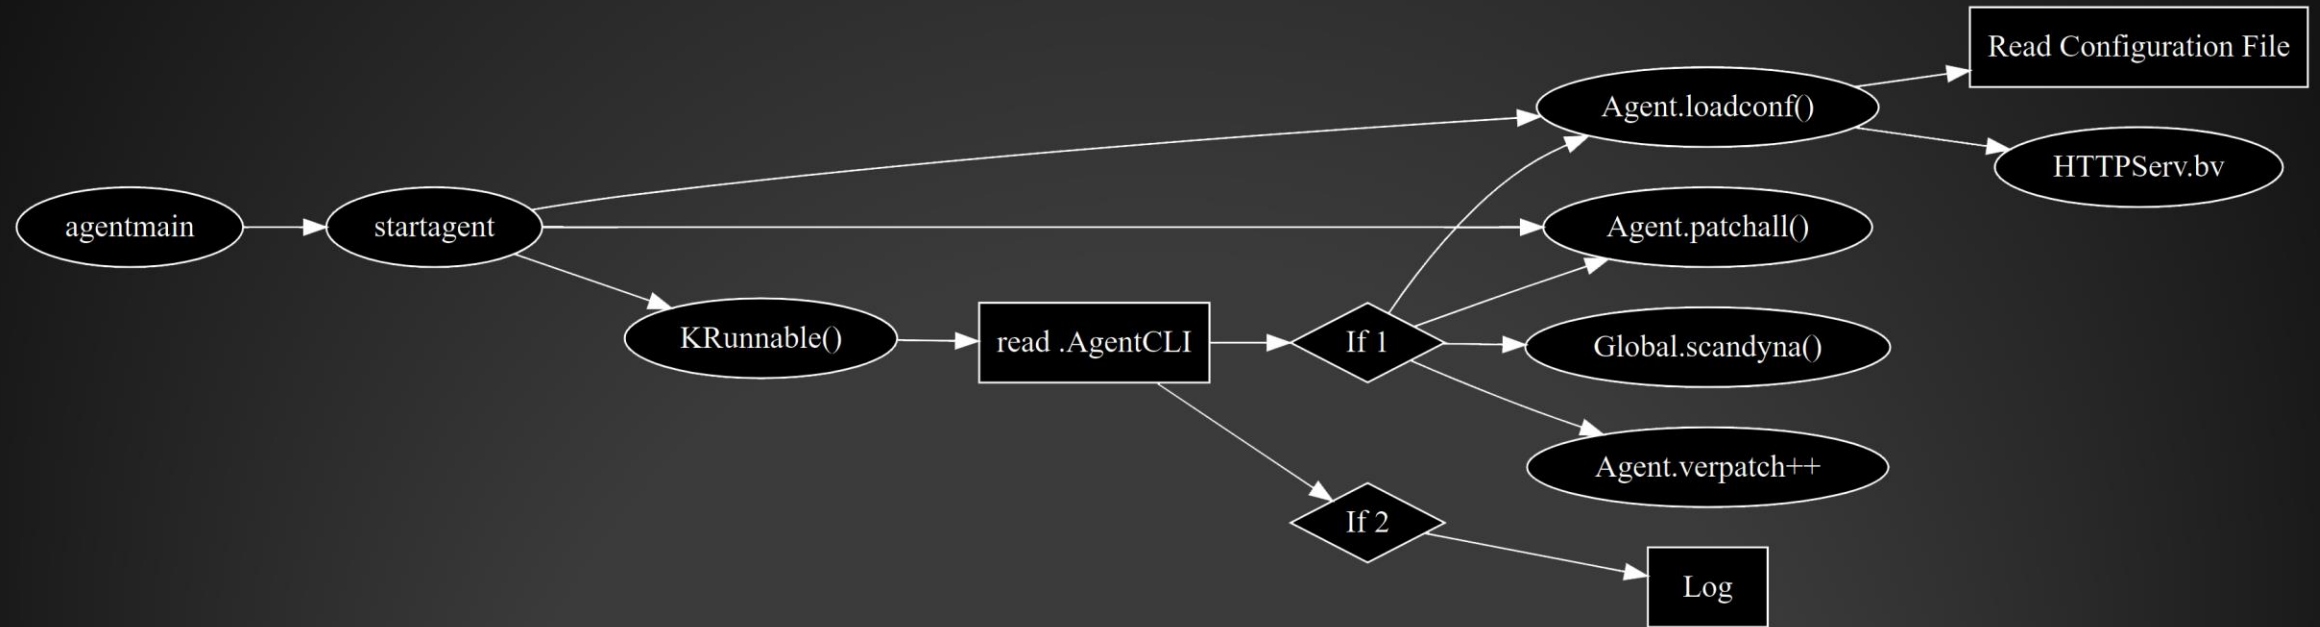 agentmain
startagent
KRunnable()
read .AgentCLI
If 1
If 2
Agent.loadconf()
Agent.patchall()
Global.scandyna()
Agent.verpatch++
Log
Read Configuration File
HTTPServ.bv